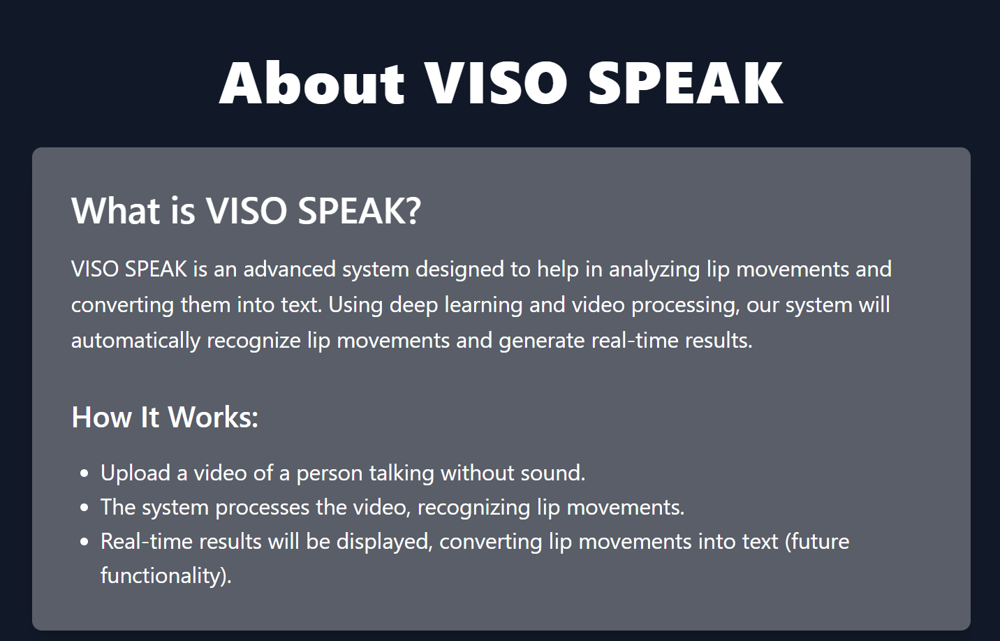 About VISO SPEAK
What is VISO SPEAK?
VISO SPEAK is an advanced system designed to help in analyzing lip movements and
converting them into text. Using deep learning and video processing, our system will
automatically recognize lip movements and generate real-time results.
How It Works:
• Upload a video of a person talking without sound.
• The system processes the video, recognizing lip movements.
• Real-time results will be displayed, converting lip movements into text (future
functionality).